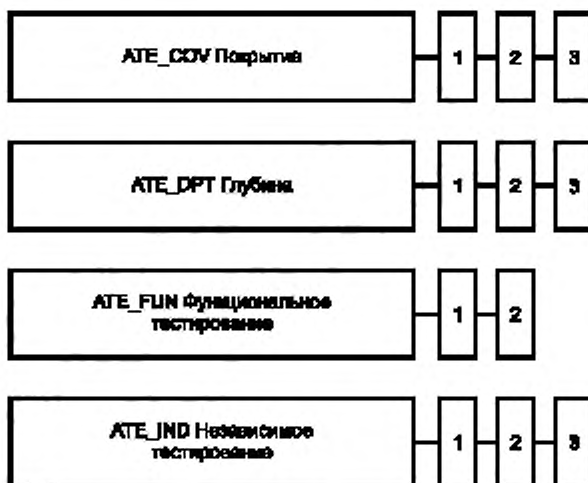 ATE_COV Покрытие 1 2 3
ATE_DPT Глубина 1 2 3
ATE_FUN Функциональное
тестирование 1 2
ATE_IND Независимое
тестирование 1 2 3